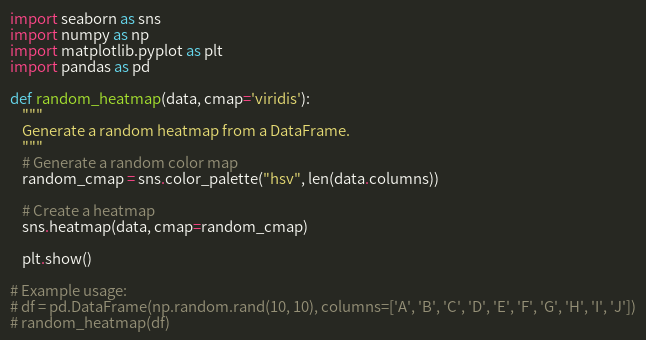 import seaborn as sns
import numpy as np
import matplotlib.pyplot as plt
import pandas as pd
def random_heatmap(data, cmap='viridis'):
"""
Generate a random heatmap from a DataFrame.
"""
# Generate a random color map
random_cmap = sns.color_palette("hsv", len(data.columns))
# Create a heatmap
sns.heatmap(data, cmap=random_cmap)
plt.show()
# Example usage:
# df = pd.DataFrame(np.random.rand(10, 10), columns=['A', 'B', 'C', 'D', 'E', 'F', 'G', 'H', 'I', 'J'])
# random_heatmap(df)